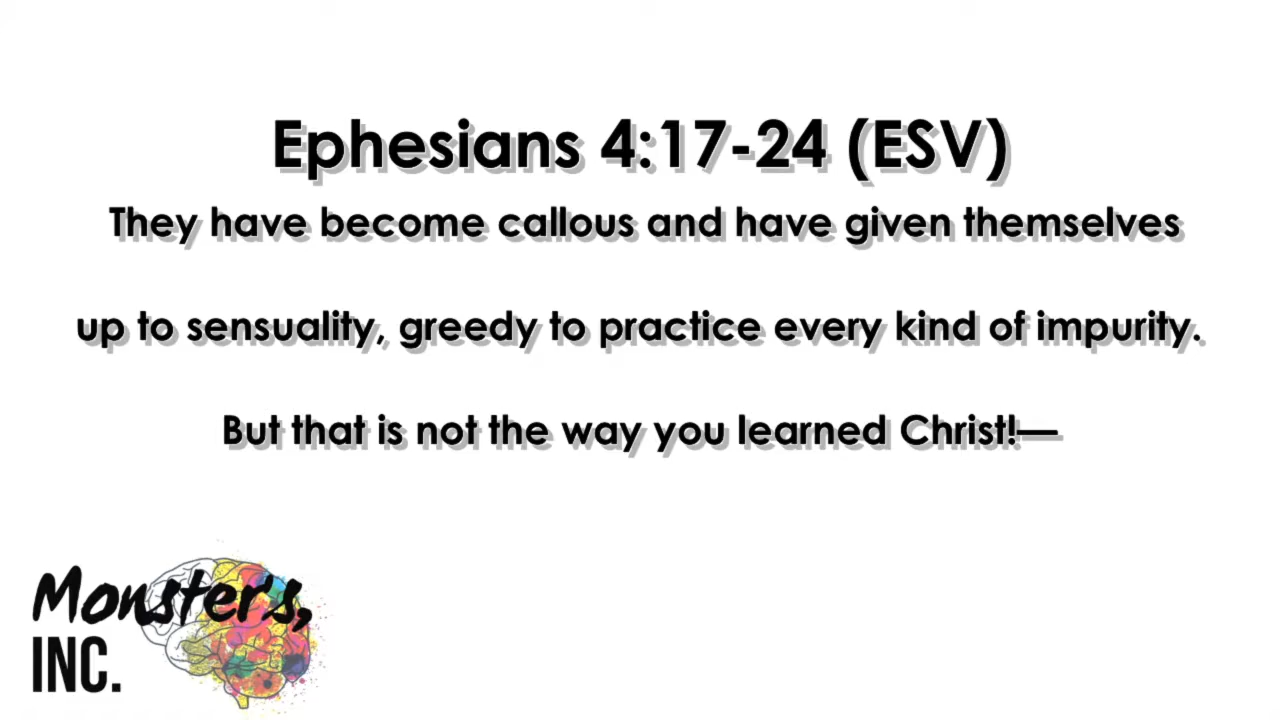 Ephesians 4:17-24 (ESV)
They have become callous and have given themselves
up to sensuality, greedy to practice every kind of impurity.
But that is not the way you learned Christ!—
Monsters,
INC.